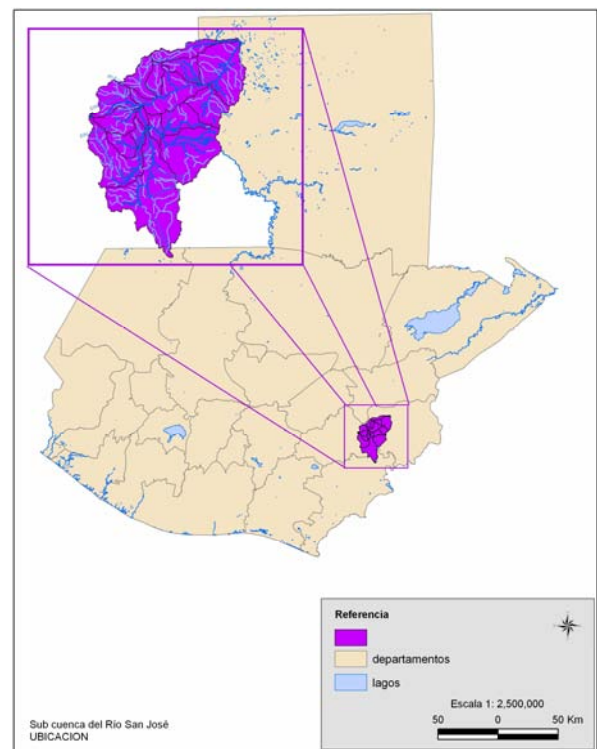 Referencia
departamentos
lagos
Escala 1: 2,500,000
50 0 50 Km
Sub cuenca del Río San José
UBICACION